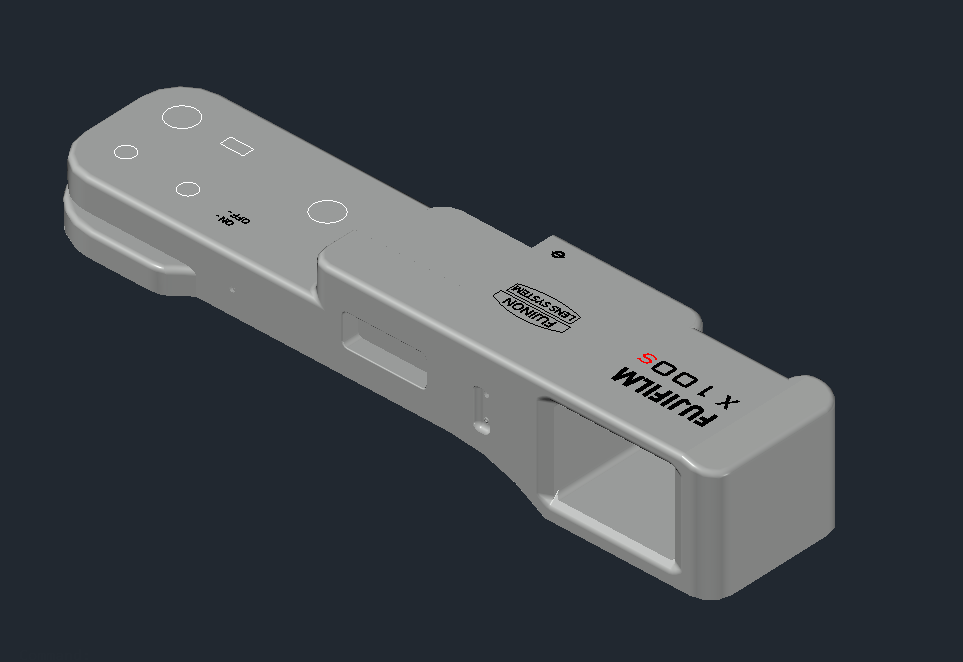 FUJIFILM
X100S
FUJINON
LENS SYSTEM
ON -
OFF -